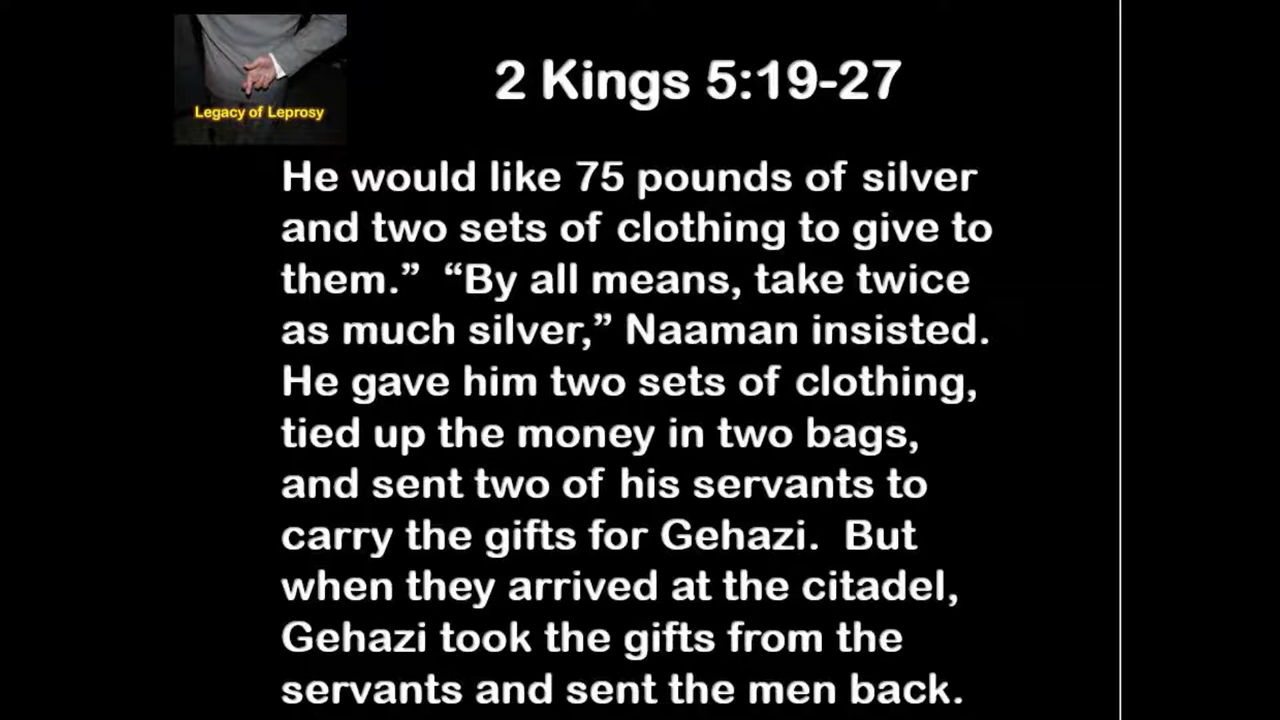 Legacy of Leprosy
2 Kings 5:19-27
He would like 75 pounds of silver
and two sets of clothing to give to
them.”  “By all means, take twice
as much silver,” Naaman insisted.
He gave him two sets of clothing,
tied up the money in two bags,
and sent two of his servants to
carry the gifts for Gehazi.  But
when they arrived at the citadel,
Gehazi took the gifts from the
servants and sent the men back.